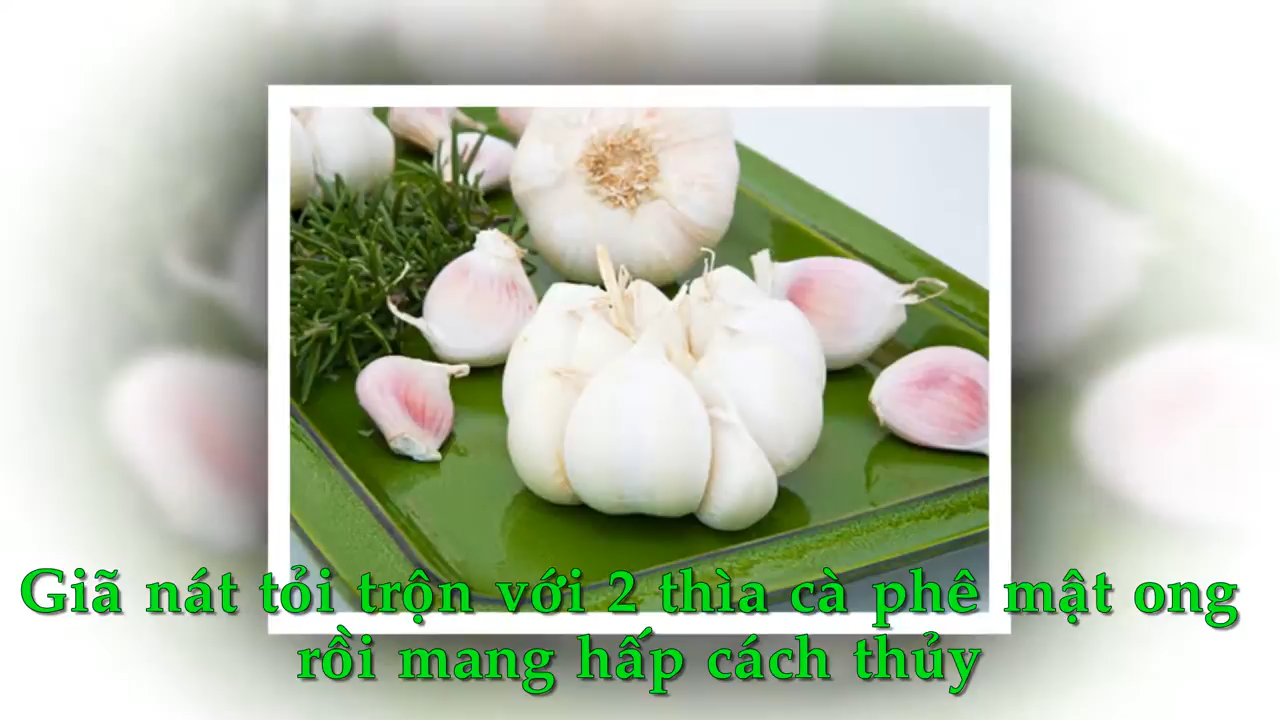 Giã nát tỏi trộn với 2 thìa cà phê mật ong
rồi mang hấp cách thủy